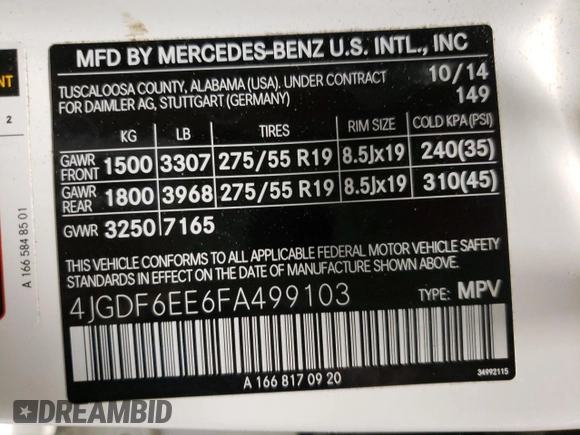 MFD BY MERCEDES-BENZ U.S. INTL., INC
TUSCALOOSA COUNTY, ALABAMA (USA). UNDER CONTRACT 10/14
FOR DAIMLER AG, STUTTGART (GERMANY) 149
KG LB TIRES RIM SIZE COLD KPA(PSI)
GAWR FRONT 1500 3307 275/55 R19 8.5Jx19 240(35)
GAWR REAR 1800 3968 275/55 R19 8.5Jx19 310(45)
GVWR 3250 7165
THIS VEHICLE CONFORMS TO ALL APPLICABLE FEDERAL MOTOR VEHICLE SAFETY
STANDARDS IN EFFECT ON THE DATE OF MANUFACTURE SHOWN ABOVE.
4JGDF6EE6FA499103 TYPE: MPV
A 166 817 09 20 34992115
NT
2
A 166 584 85 01
DREAMBID